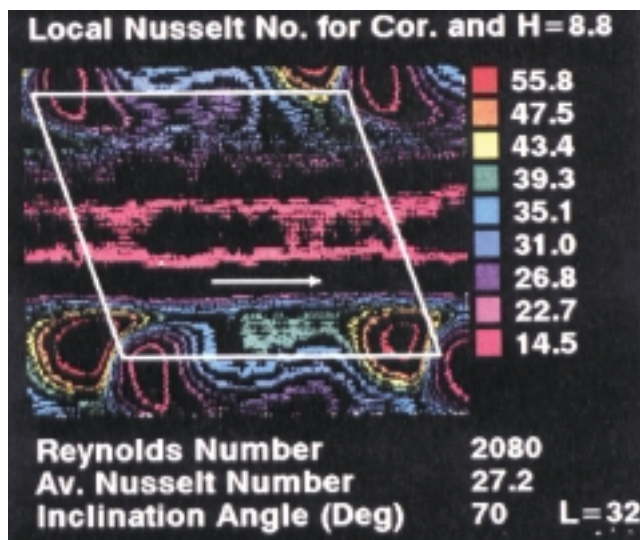 Local Nusselt No. for Cor. and H=8.8
55.8
47.5
43.4
39.3
35.1
31.0
26.8
22.7
14.5
Reynolds Number 2080
Av. Nusselt Number 27.2
Inclination Angle (Deg) 70 L=32